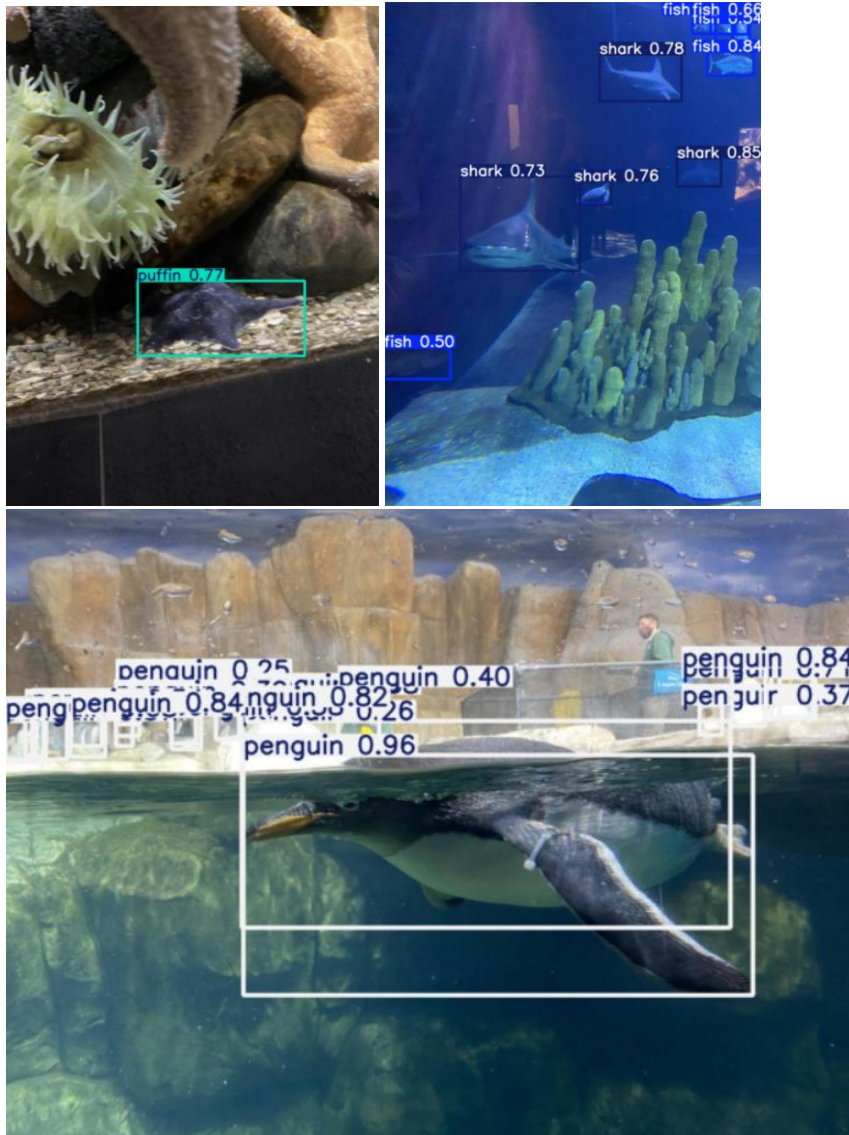 puffin 0.77
fish
fish 0.66
fish 0.54
shark 0.78
fish 0.84
shark 0.85
shark 0.73
shark 0.76
fish 0.50
penguin 0.25
penguin 0.40
penguin 0.84
penguin 0.84
nguin 0.82
penguin 0.37
0.26
penguin 0.96